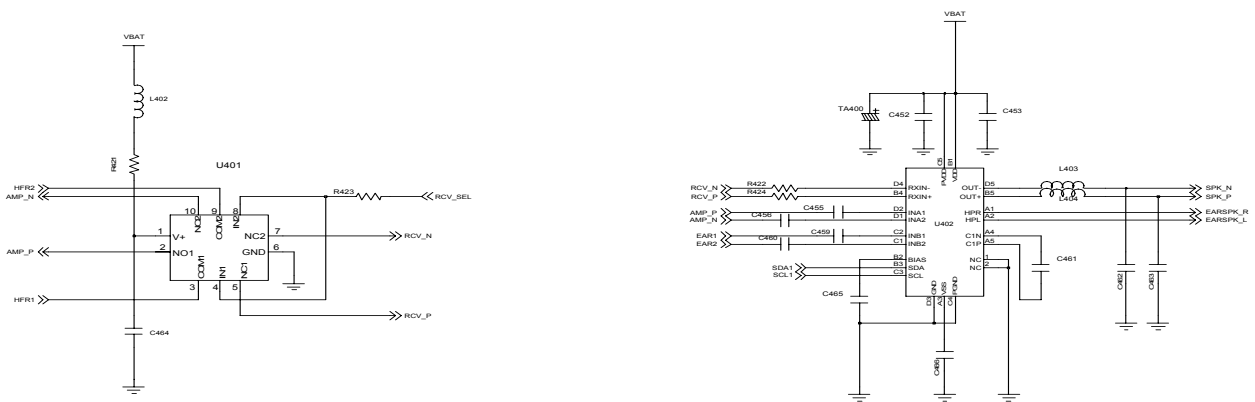 VBAT
L402
R421
U401
HFR2
AMP_N
R423
RCV_SEL
10 9 8
NO2
COM2
IN2
1 V+
NC2 7
RCV_N
AMP_P
2 NO1
GND 6
COM1
IN1
NC1
3 4 5
HFR1
RCV_P
C464
VBAT
TA400
+
C452
C453
C5 B1
PVDD
VDD
L403
RCV_N
R422
D4 RXIN-
OUT- D5
SPK_N
RCV_P
R424
B4 RXIN+
OUT+ B5
L404
SPK_P
AMP_P
C455
D2 INA1
HPR A1
EARSPK_R
AMP_N
C456
D1 INA2
HPL A2
EARSPK_L
U402
EAR1
C459
C2 INB1
C1N A4
EAR2
C460
C1 INB2
C1P A5
C461
B2 BIAS
NC 1
SDA1
B3 SDA
NC 2
SCL1
C3 SCL
C465
GND
VSS
PGND
D3 A3 C4
C462
C463